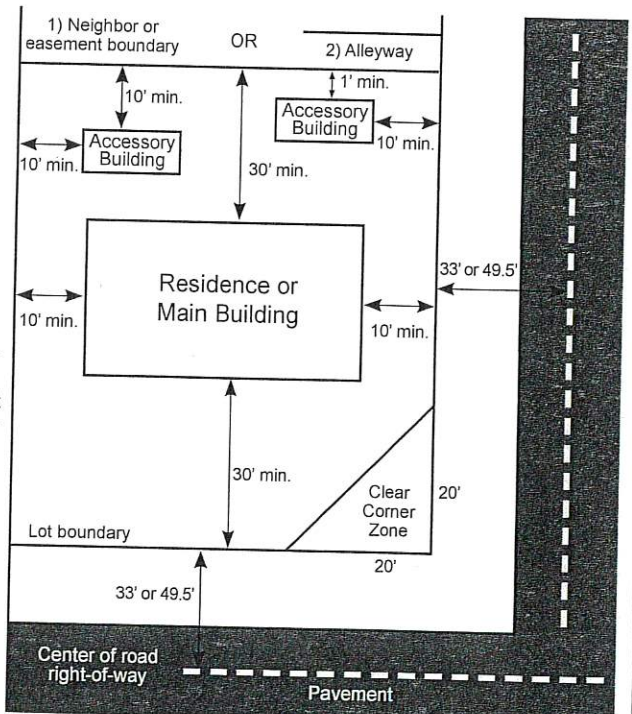 1) Neighbor or
easement boundary
OR
2) Alleyway
10' min.
1' min.
Accessory
Building
Accessory
Building
10' min.
10' min.
30' min.
33' or 49.5'
Residence or
Main Building
10' min.
10' min.
30' min.
Clear
Corner
Zone
20'
Lot boundary
20'
33' or 49.5'
Center of road
right-of-way
Pavement